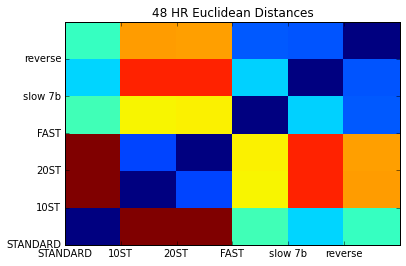 48 HR Euclidean Distances
reverse
slow 7b
FAST
20ST
10ST
STANDARD
STANDARD 10ST 20ST FAST slow 7b reverse